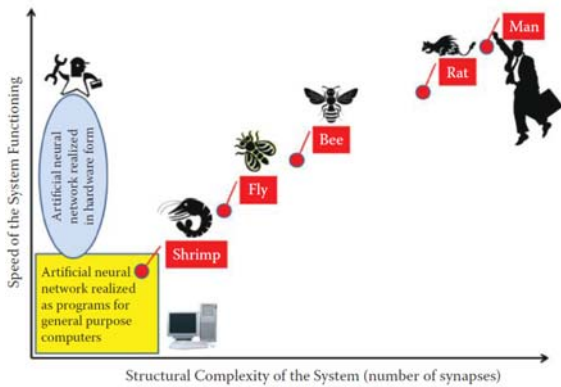 Speed of the System Functioning
Artificial neural
network realized
in hardware form
Artificial neural
network realized
as programs for
general purpose
computers
Shrimp
Fly
Bee
Rat
Man
Structural Complexity of the System (number of synapses)